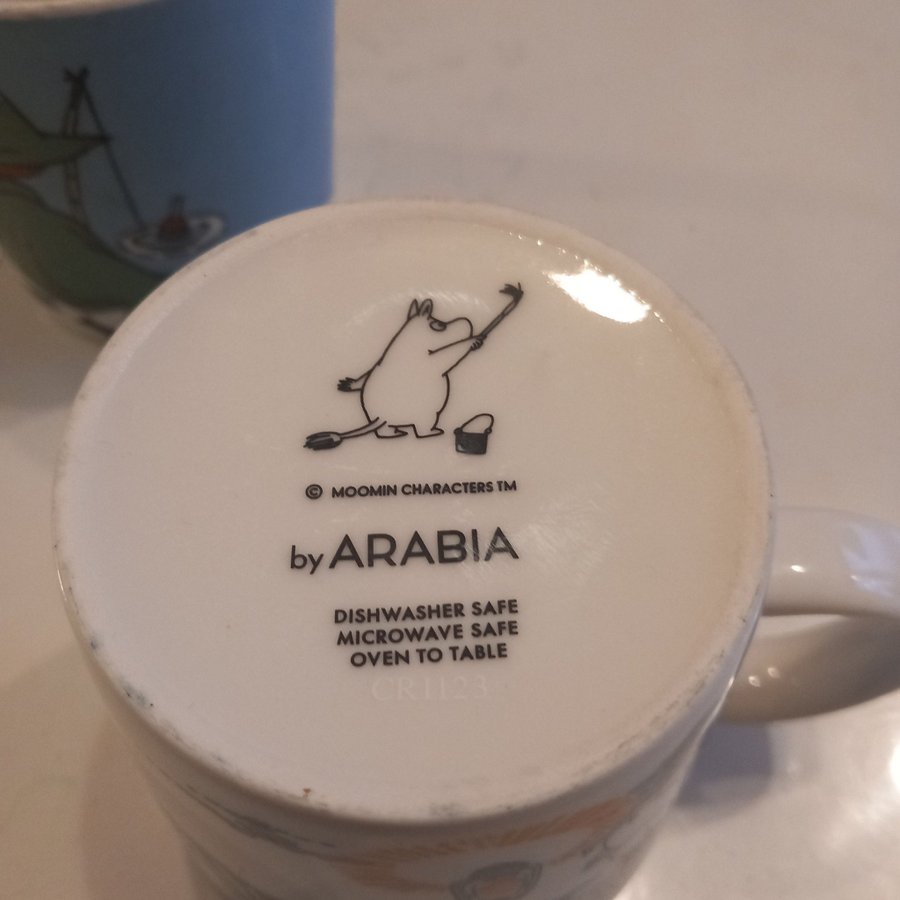 © MOOMIN CHARACTERS TM
by ARABIA
DISHWASHER SAFE
MICROWAVE SAFE
OVEN TO TABLE
CR1123